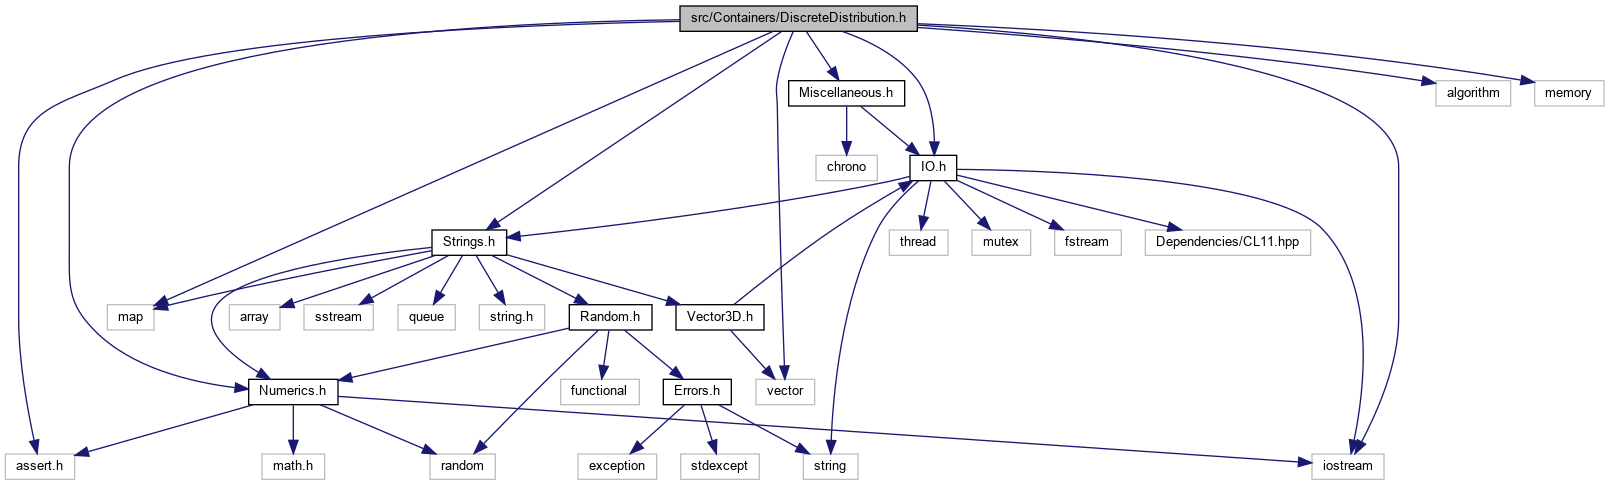 src/Containers/DiscreteDistribution.h
Miscellaneous.h
algorithm
memory
chrono
IO.h
Strings.h
thread
mutex
fstream
Dependencies/CL11.hpp
map
array
sstream
queue
string.h
Random.h
Vector3D.h
Numerics.h
functional
Errors.h
vector
assert.h
math.h
random
exception
stdexcept
string
iostream